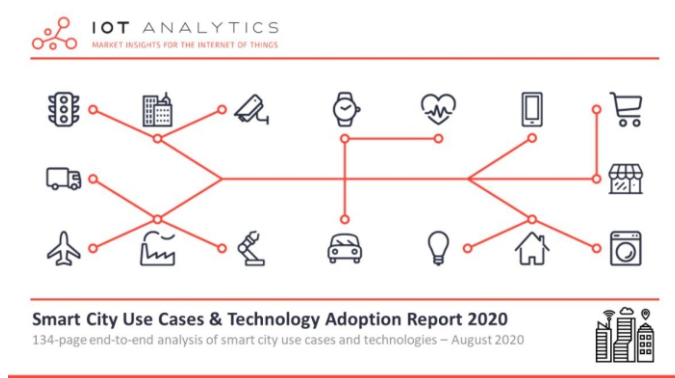 IOT ANALYTICS
MARKET INSIGHTS FOR THE INTERNET OF THINGS
Smart City Use Cases & Technology Adoption Report 2020
134-page end-to-end analysis of smart city use cases and technologies – August 2020